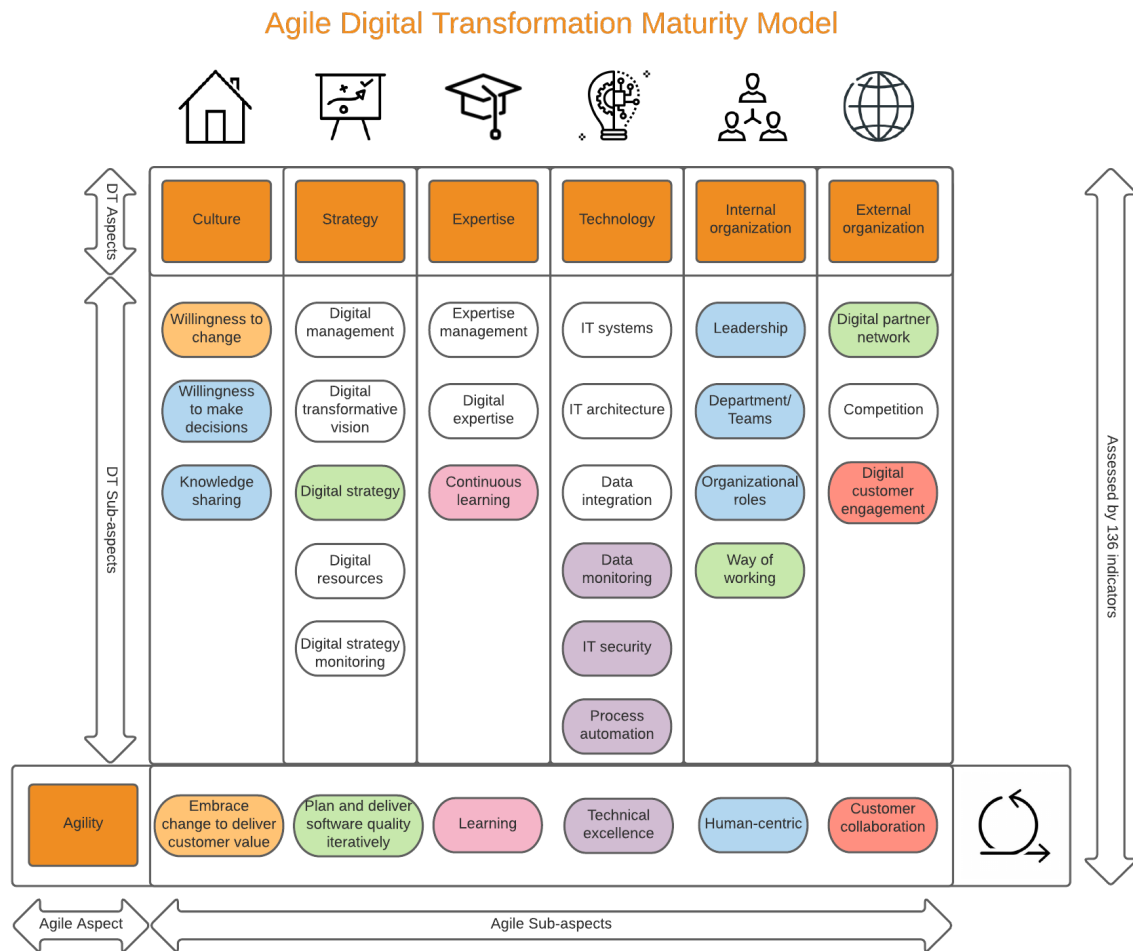 Agile Digital Transformation Maturity Model
DT Aspects
Culture
Strategy
Expertise
Technology
Internal
organization
External
organization
DT Sub-aspects
Willingness to
change
Digital
management
Expertise
management
IT systems
Leadership
Digital partner
network
Willingness
to make
decisions
Digital
transformative
vision
Digital
expertise
IT architecture
Department/
Teams
Competition
Knowledge
sharing
Digital strategy
Continuous
learning
Data
integration
Organizational
roles
Digital
customer
engagement
Digital
resources
Data
monitoring
Way of
working
Digital strategy
monitoring
IT security
Process
automation
Assessed by 136 indicators
Agility
Embrace
change to deliver
customer value
Plan and deliver
software quality
iteratively
Learning
Technical
excellence
Human-centric
Customer
collaboration
Agile Aspect
Agile Sub-aspects